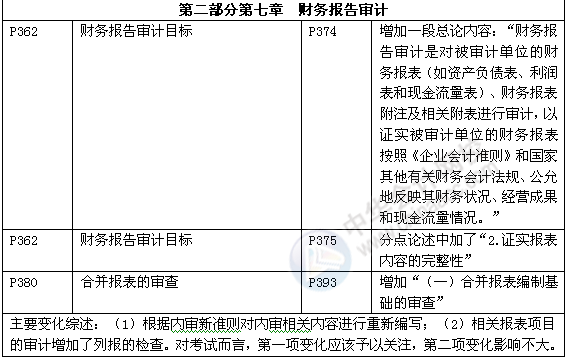 第二部分第七章 财务报告审计
P362 财务报告审计目标 P374 增加一段总论内容：“财务报
告审计是对被审计单位的财
务报表（如资产负债表、利润
表和现金流量表）、财务报表
附注及相关附表进行审计，以
证实被审计单位的财务报表
按照《企业会计准则》和国家
其他有关财务会计法规、公允
地反映其财务状况、经营成果
和现金流量情况。”
P362 财务报告审计目标 P375 分点论述中加了“2.证实报表
内容的完整性”
P380 合并报表的审查 P393 增加“（一）合并报表编制基
础的审查”
主要变化综述：（1）根据内审新准则对内审相关内容进行重新编写；（2）相关报表项目
的审计增加了列报的检查。对考试而言，第一项变化应该予以关注，第二项变化影响不大。